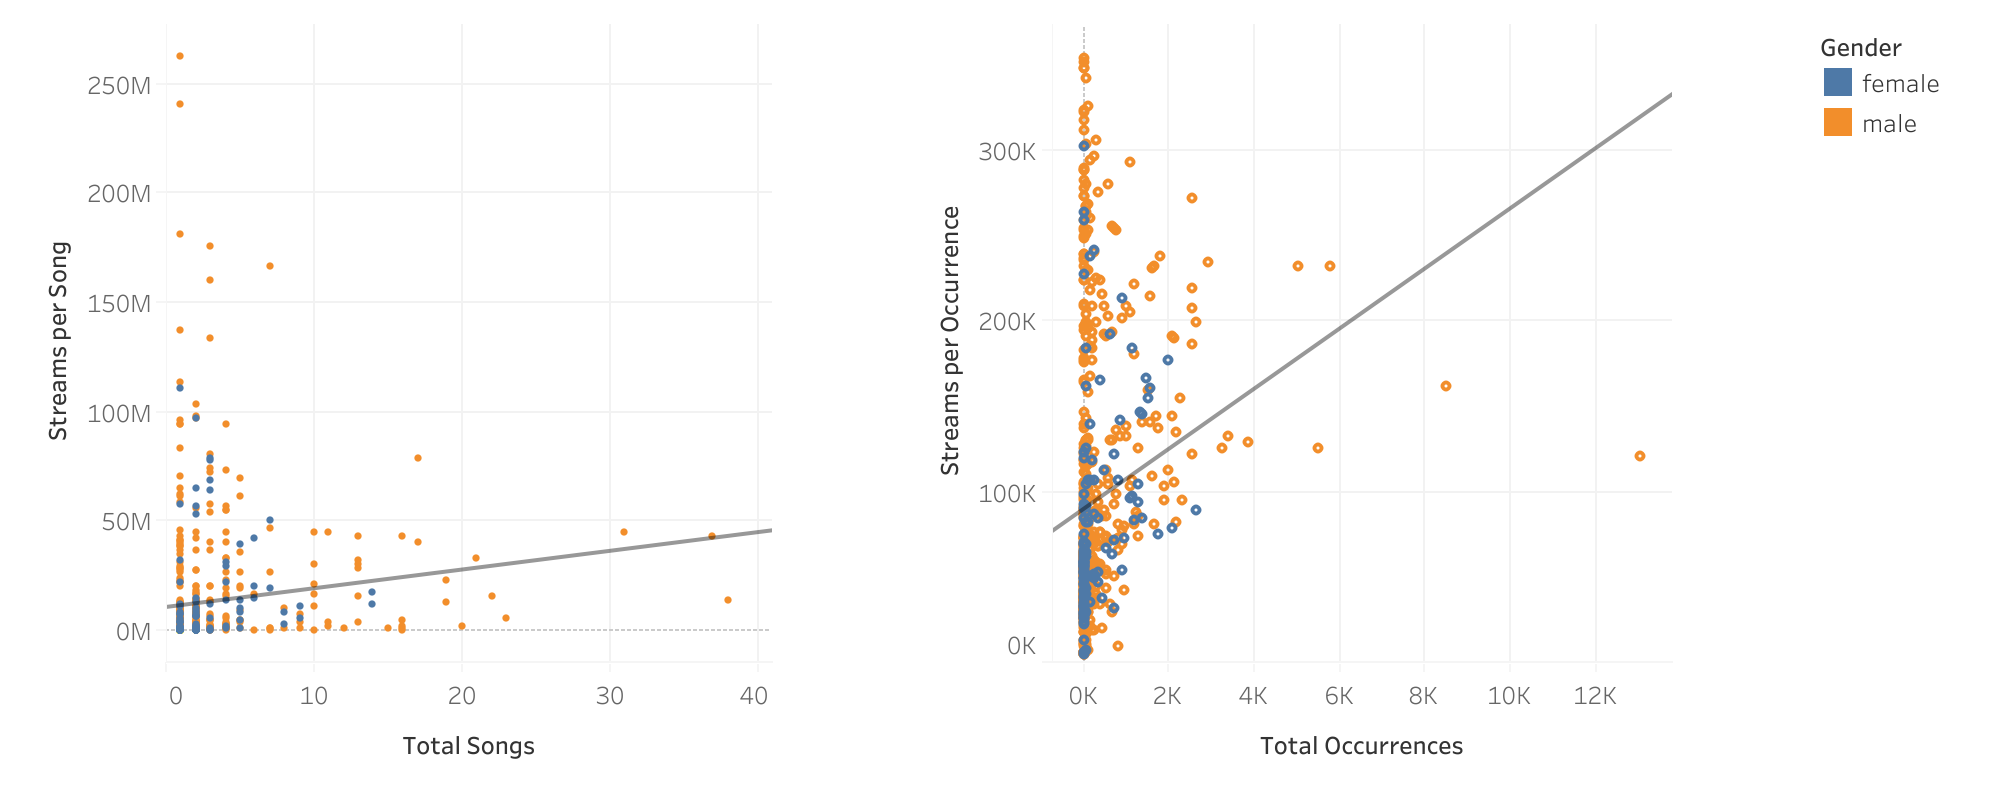 Streams per Song
250M
200M
150M
100M
50M
0M
0
10
20
30
40
Total Songs
Streams per Occurrence
300K
200K
100K
0K
0K
2K
4K
6K
8K
10K
12K
Total Occurrences
Gender
female
male